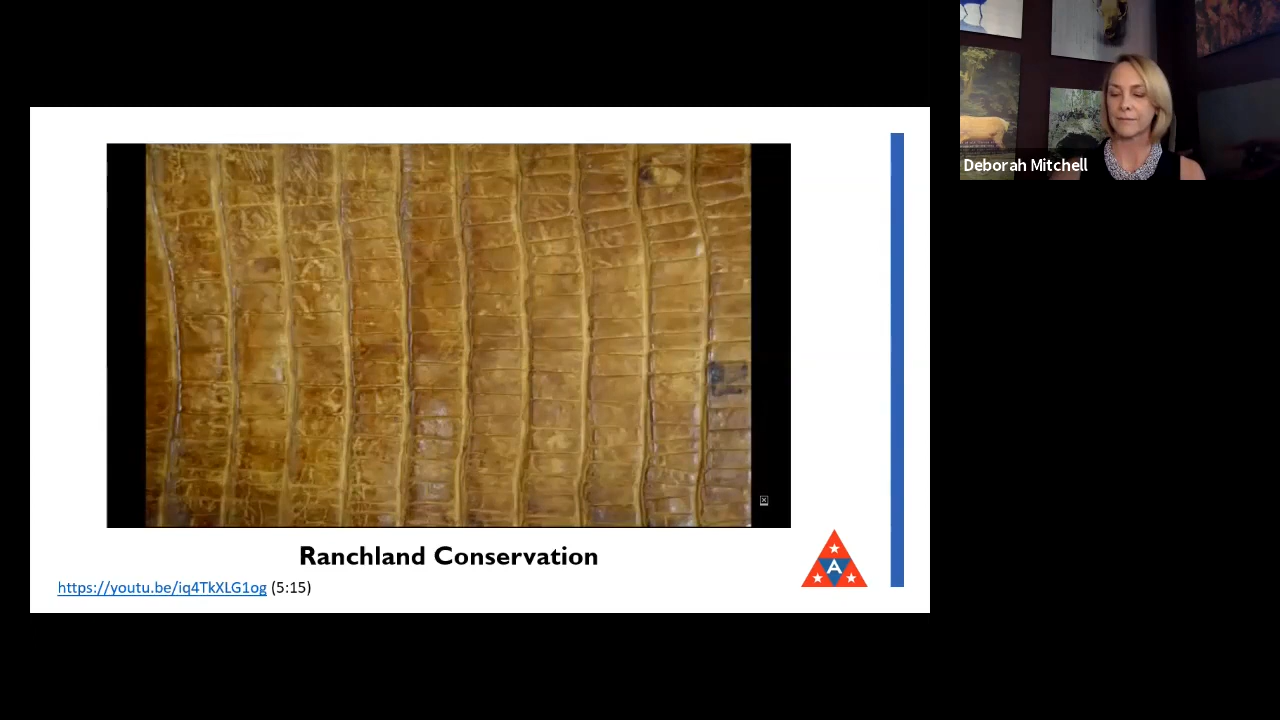 Deborah Mitchell
A
Ranchland Conservation
https://youtu.be/iq4TkXLG1og (5:15)